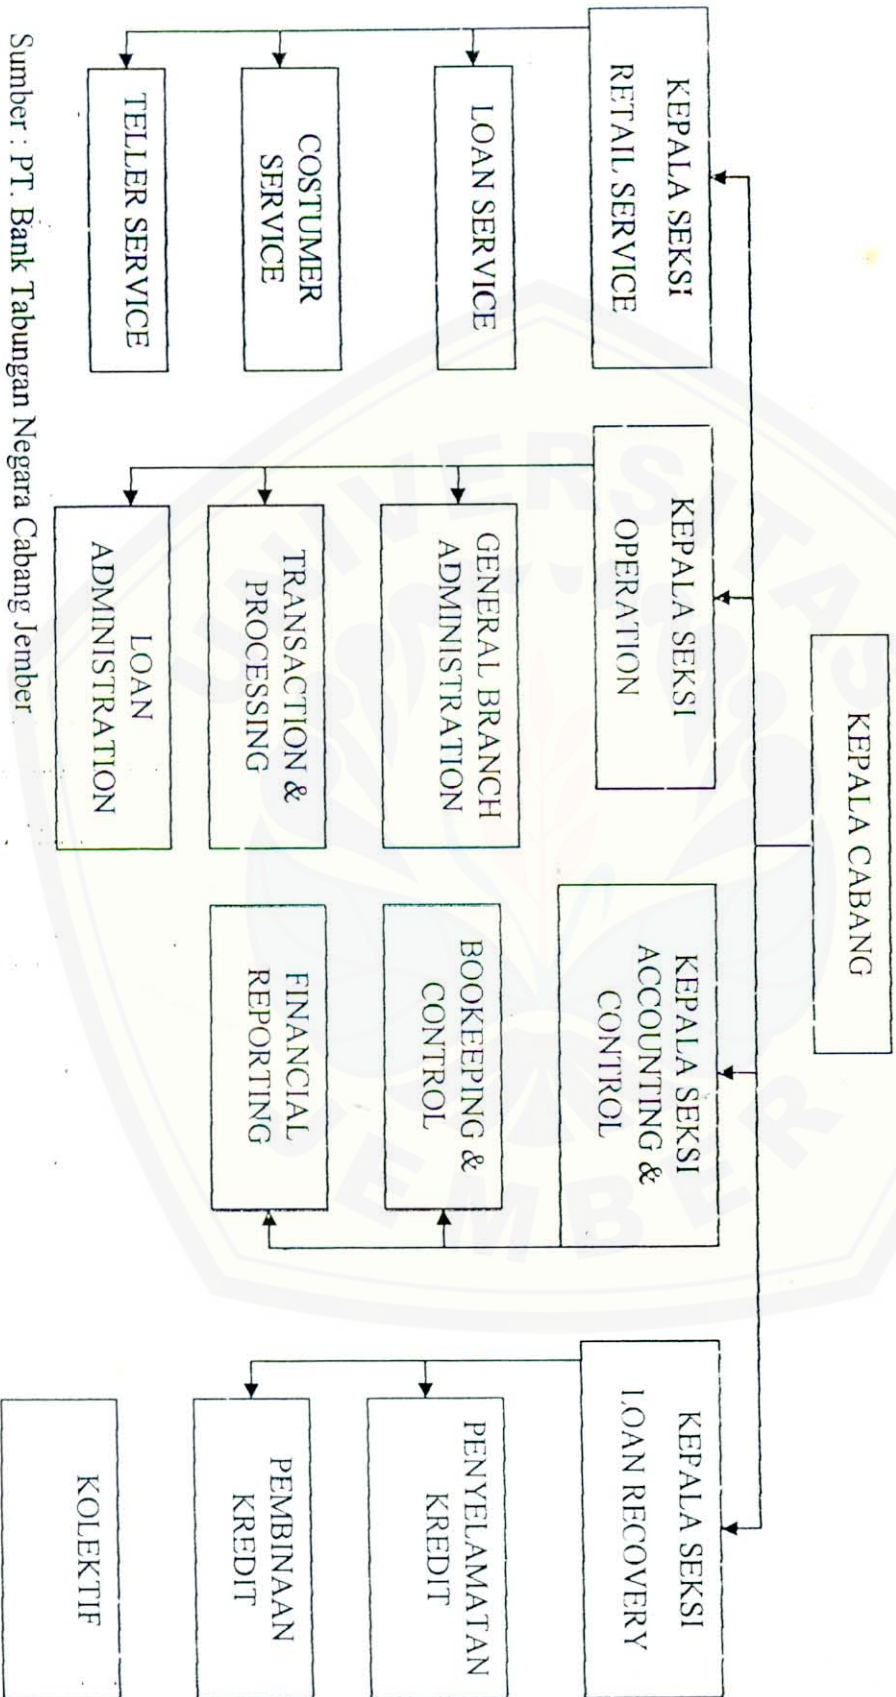 KEPALA CABANG
KEPALA SEKSI
RETAIL SERVICE
LOAN SERVICE
COSTUMER
SERVICE
TELLER SERVICE
KEPALA SEKSI
OPERATION
GENERAL BRANCH
ADMINISTRATION
TRANSACTION &
PROCESSING
LOAN
ADMINISTRATION
KEPALA SEKSI
ACCOUNTING &
CONTROL
BOOKEEPING &
CONTROL
FINANCIAL
REPORTING
KEPALA SEKSI
LOAN RECOVERY
PENYELAMATAN
KREDIT
PEMBINAAN
KREDIT
KOLEKTIF
Sumber : PT. Bank Tabungan Negara Cabang Jember
UNIVERSITAS
JEMBER